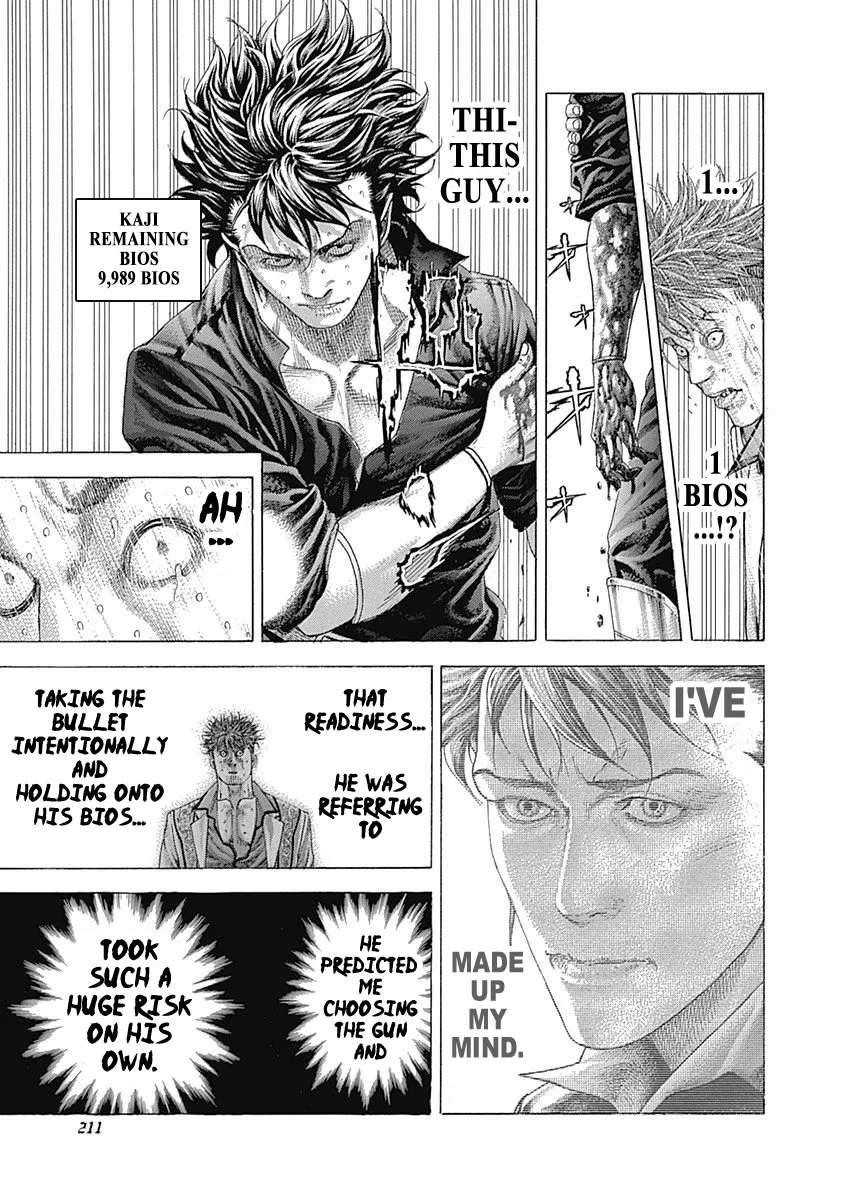 1...
1
BIOS
...!?
THI-
THIS
GUY...
KAJI
REMAINING
BIOS
9,989 BIOS
AH
...
I'VE
MADE
UP
MY
MIND.
THAT
READINESS...
HE WAS
REFERRING
TO
TAKING THE
BULLET
INTENTIONALLY
AND
HOLDING ONTO
HIS BIOS...
HE
PREDICTED
ME
CHOOSING
THE GUN
AND
TOOK
SUCH A
HUGE RISK
ON HIS
OWN.
211